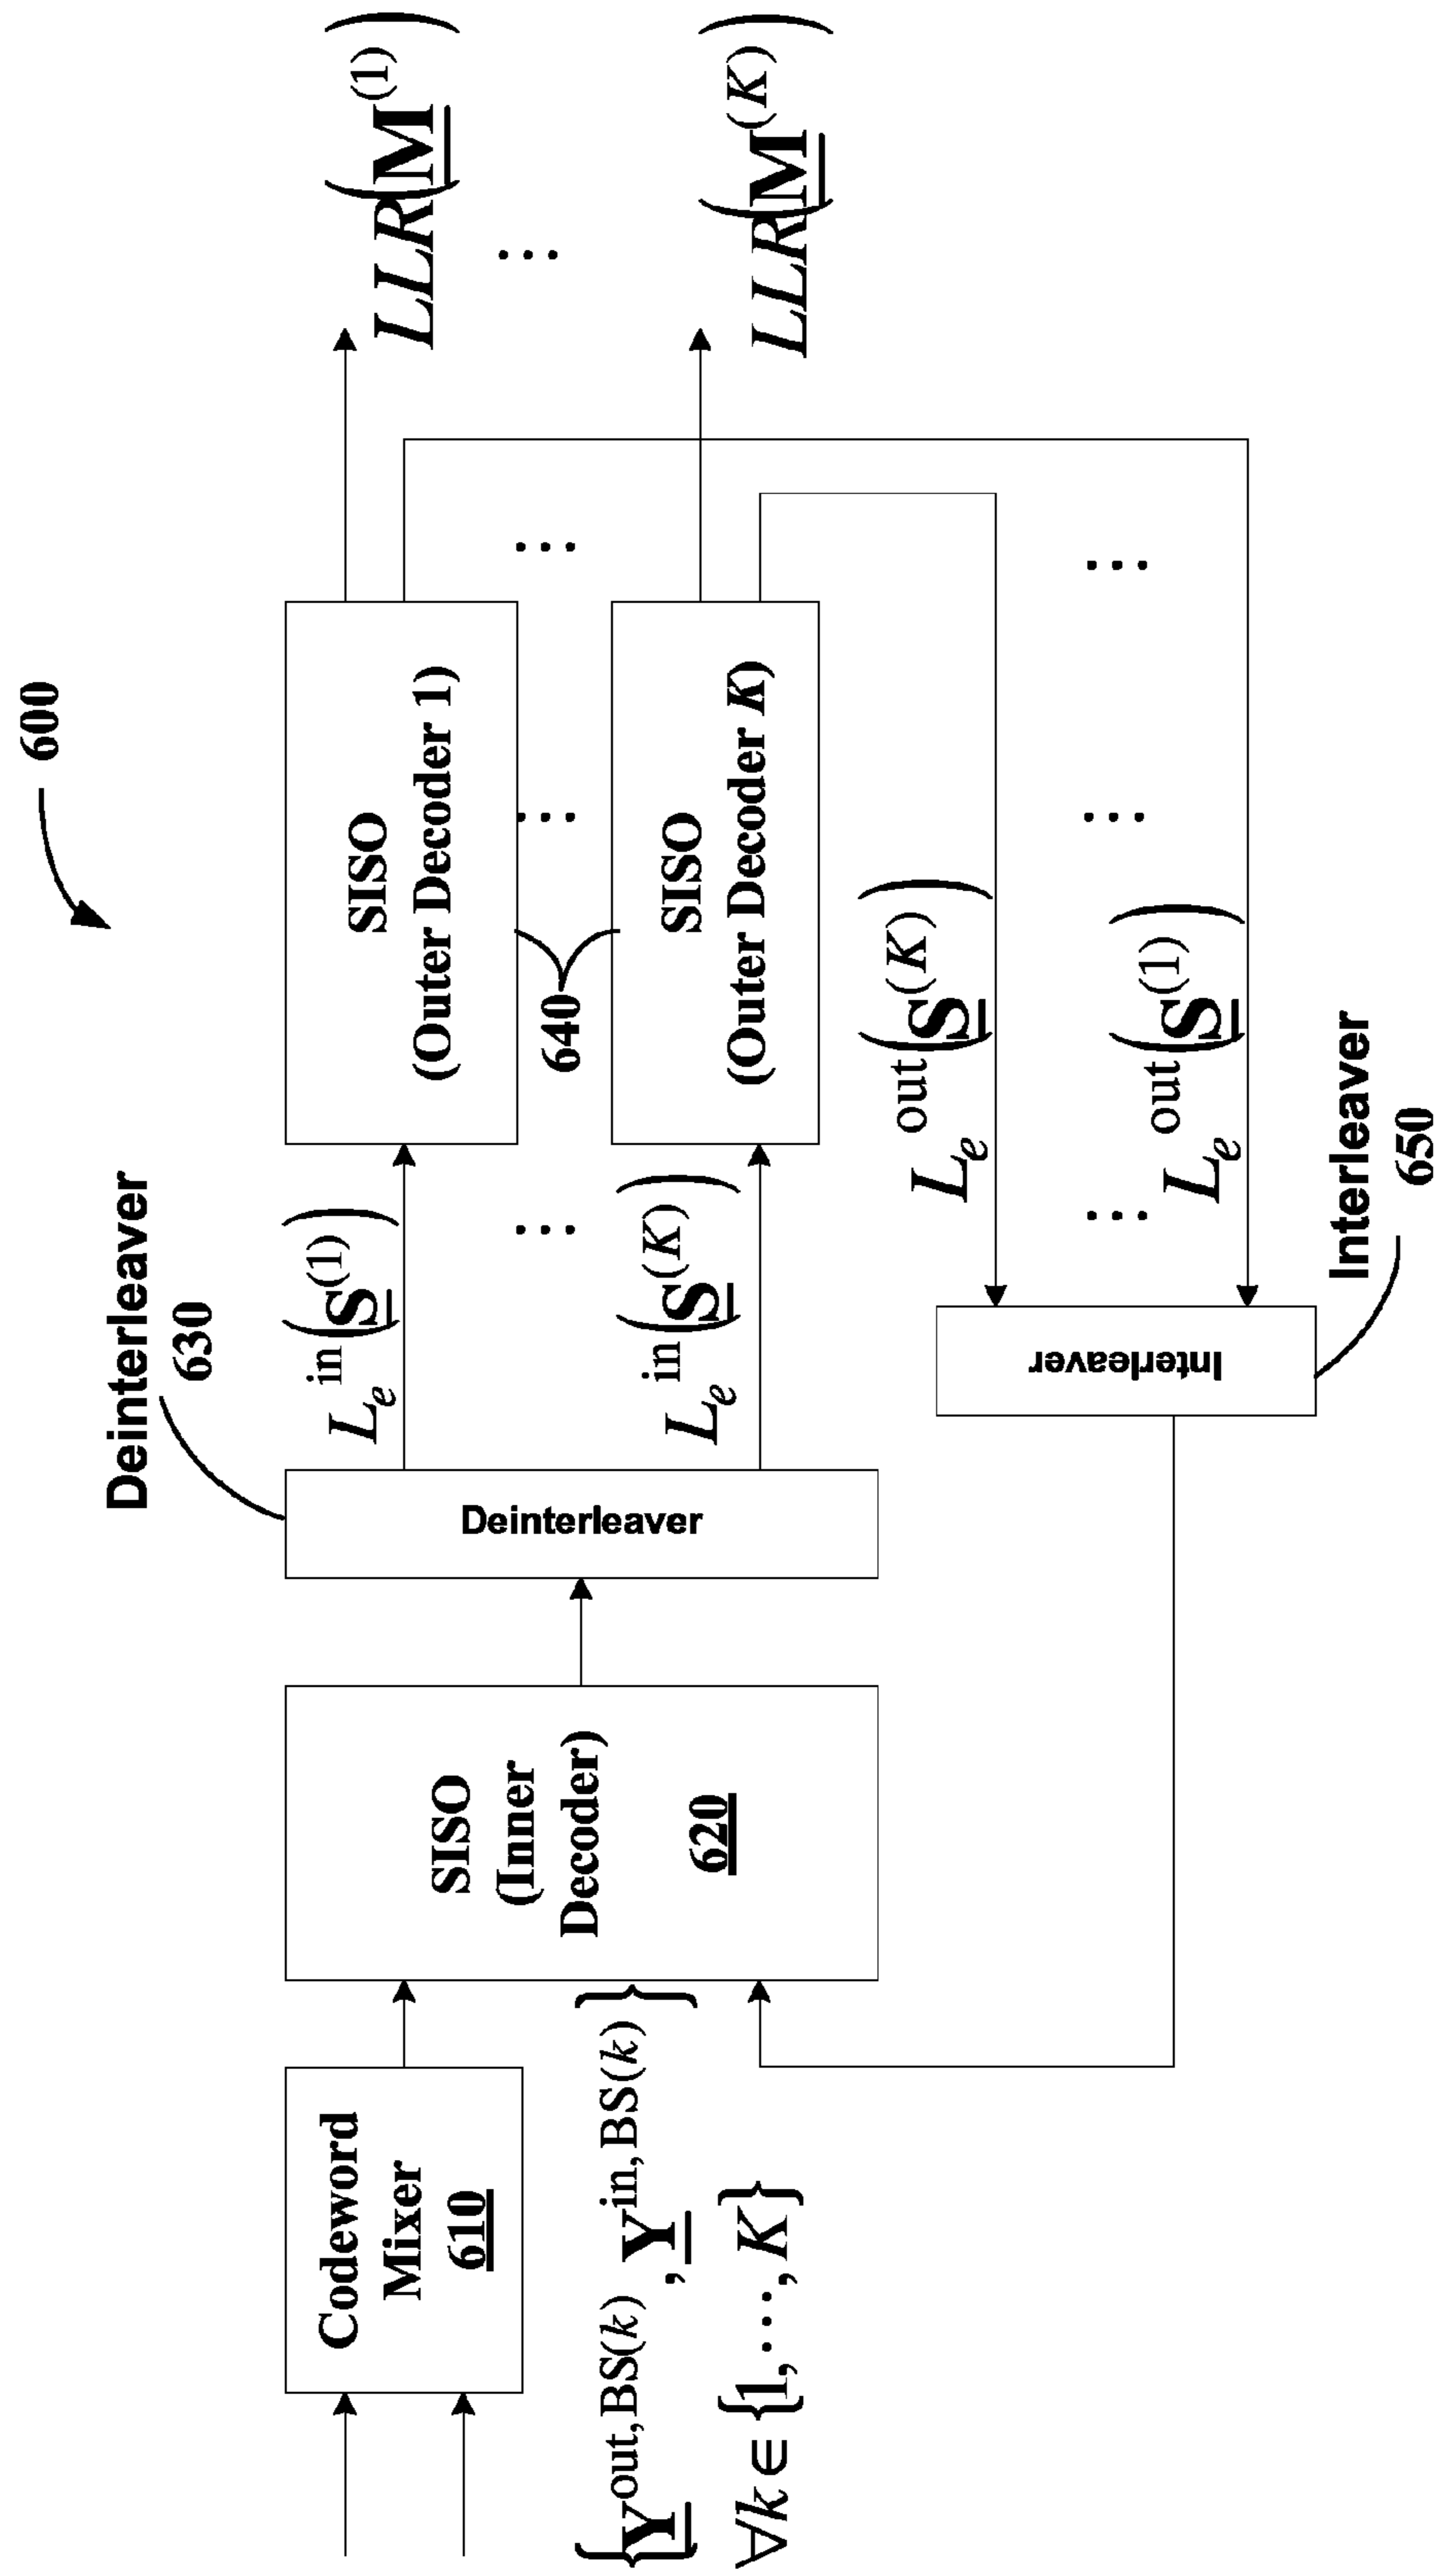 600
Codeword
Mixer
610
{Y^out,BS(k), Y^in,BS(k)}
∀k ∈ {1,⋯,K}
SISO
(Inner
Decoder)
620
Deinterleaver
630
Deinterleaver
L_e^in(S^(1))
...
L_e^in(S^(K))
SISO
(Outer Decoder 1)
...
640
SISO
(Outer Decoder K)
...
LLR(M^(1))
...
LLR(M^(K))
L_e^out(S^(K))
...
...
...
L_e^out(S^(1))
Interleaver
Interleaver
650